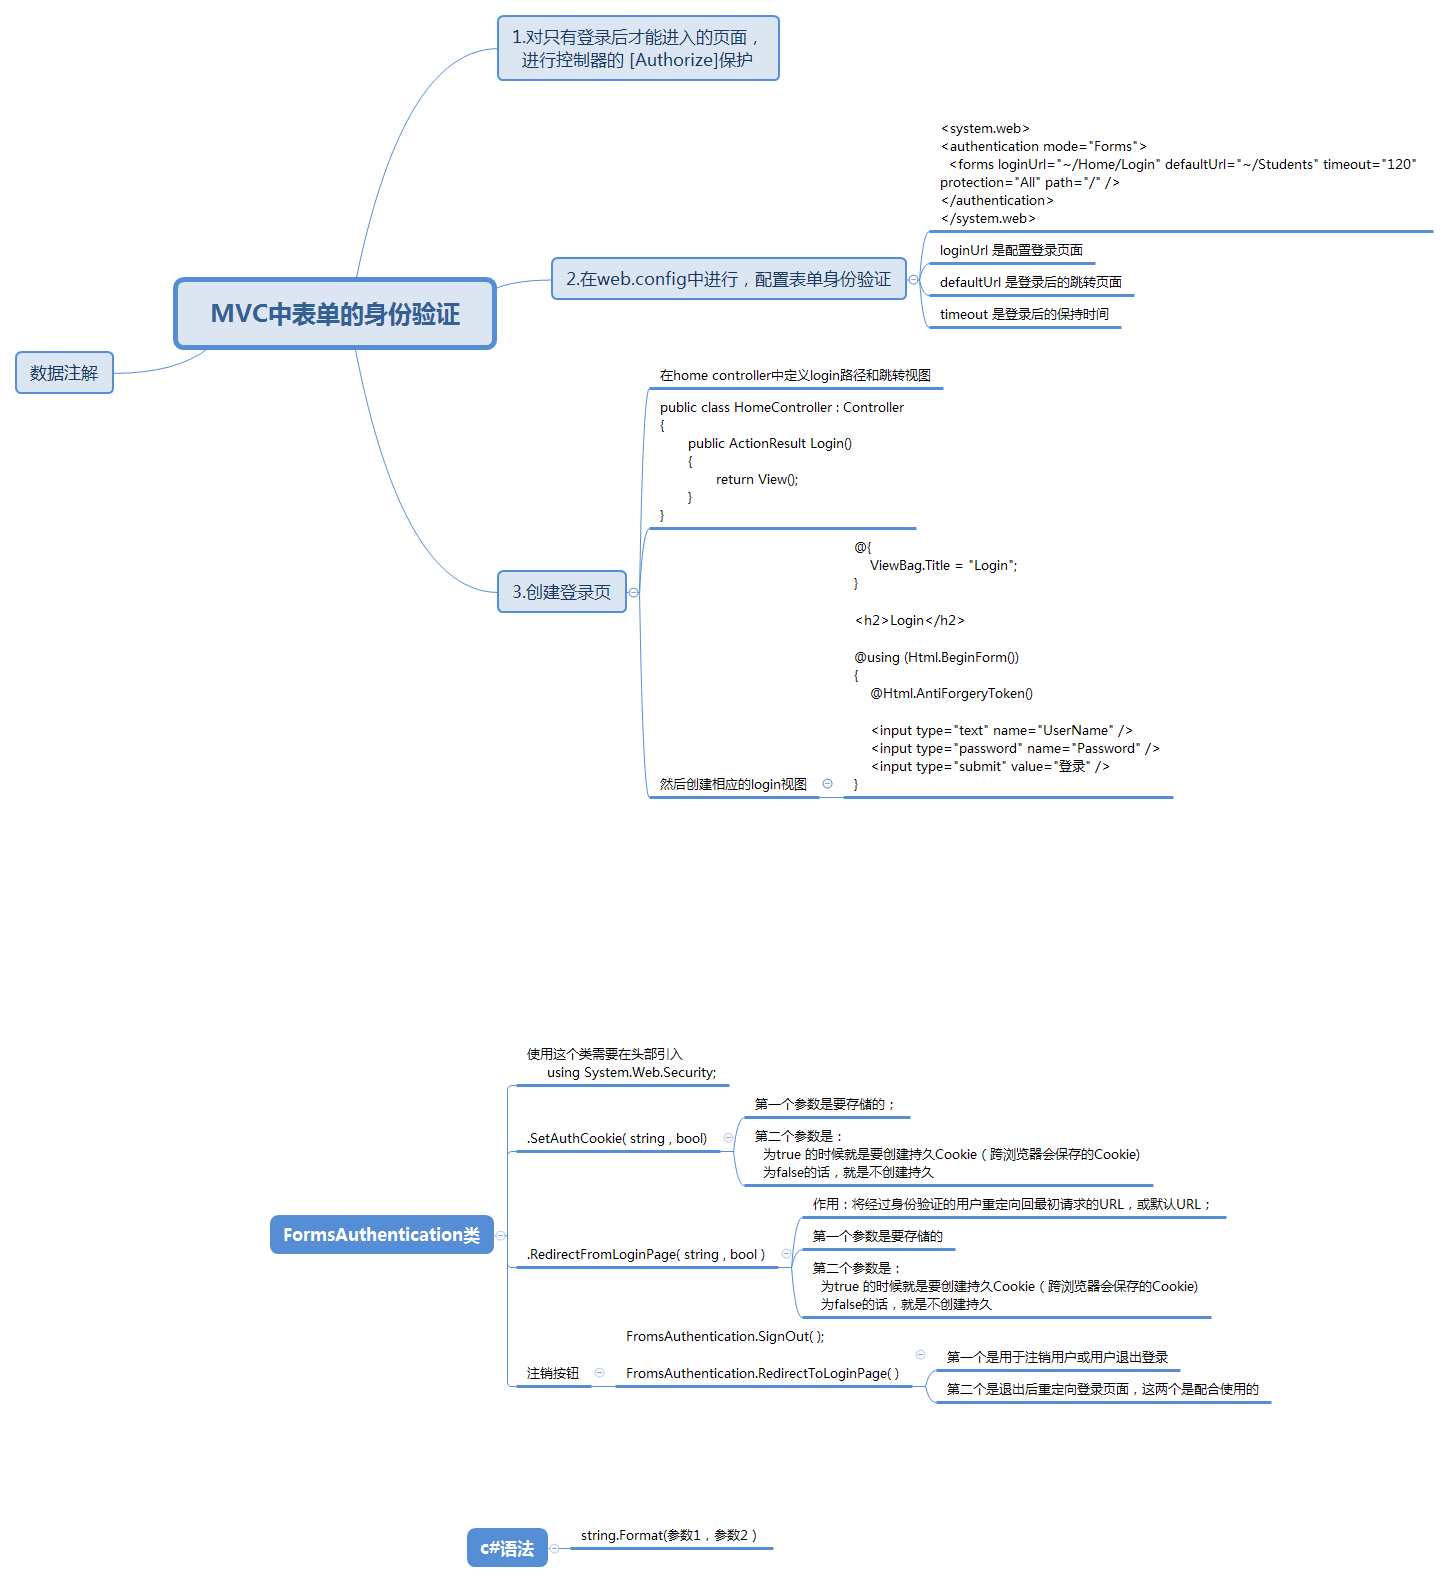 1.对只有登录后才能进入的页面，
进行控制器的 [Authorize]保护
<system.web>
<authentication mode="Forms">
<forms loginUrl="~/Home/Login" defaultUrl="~/Students" timeout="120"
protection="All" path="/" />
</authentication>
</system.web>
2.在web.config中进行，配置表单身份验证
loginUrl 是配置登录页面
defaultUrl 是登录后的跳转页面
timeout 是登录后的保持时间
MVC中表单的身份验证
数据注解
3.创建登录页
在home controller中定义login路径和跳转视图
public class HomeController : Controller
{
public ActionResult Login()
{
return View();
}
}
然后创建相应的login视图
@{
ViewBag.Title = "Login";
}
<h2>Login</h2>
@using (Html.BeginForm())
{
@Html.AntiForgeryToken()
<input type="text" name="UserName" />
<input type="password" name="Password" />
<input type="submit" value="登录" />
}
FormsAuthentication类
使用这个类需要在头部引入
using System.Web.Security;
.SetAuthCookie( string , bool)
第一个参数是要存储的；
第二个参数是：
为true 的时候就是要创建持久Cookie（跨浏览器会保存的Cookie)
为false的话，就是不创建持久
.RedirectFromLoginPage( string , bool )
作用：将经过身份验证的用户重定向回最初请求的URL，或默认URL；
第一个参数是要存储的
第二个参数是：
为true 的时候就是要创建持久Cookie（跨浏览器会保存的Cookie)
为false的话，就是不创建持久
注销按钮
FromsAuthentication.SignOut( );
FromsAuthentication.RedirectToLoginPage( )
第一个是用于注销用户或用户退出登录
第二个是退出后重定向登录页面，这两个是配合使用的
c#语法
string.Format(参数1，参数2 )